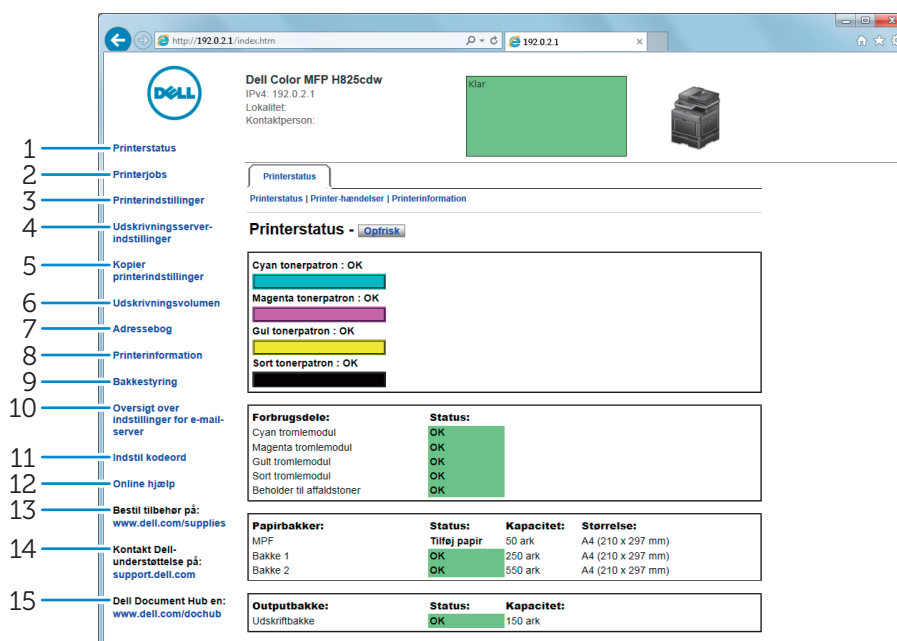 http://192.0.2.1/index.htm
192.0.2.1
DELL
Dell Color MFP H825cdw
IPv4: 192.0.2.1
Lokalitet:
Kontaktperson:
Klar
1 Printerstatus
2 Printerjobs
3 Printerindstillinger
4 Udskrivningsserver-
indstillinger
5 Kopier
printerindstillinger
6 Udskrivningsvolumen
7 Adressebog
8 Printerinformation
9 Bakkestyring
10 Oversigt over
indstillinger for e-mail-
server
11 Indstil kodeord
12 Online hjælp
13 Bestil tilbehør på:
www.dell.com/supplies
14 Kontakt Dell-
understøttelse på:
support.dell.com
15 Dell Document Hub en:
www.dell.com/dochub
Printerstatus
Printerstatus | Printer-hændelser | Printerinformation
Printerstatus - Opfrisk
Cyan tonerpatron : OK
Magenta tonerpatron : OK
Gul tonerpatron : OK
Sort tonerpatron : OK
Forbrugsdele: Status:
Cyan tromlemodul OK
Magenta tromlemodul OK
Gult tromlemodul OK
Sort tromlemodul OK
Beholder til affaldstoner OK
Papirbakker: Status: Kapacitet: Størrelse:
MPF Tilføj papir 50 ark A4 (210 x 297 mm)
Bakke 1 OK 250 ark A4 (210 x 297 mm)
Bakke 2 OK 550 ark A4 (210 x 297 mm)
Outputbakke: Status: Kapacitet:
Udskriftbakke OK 150 ark